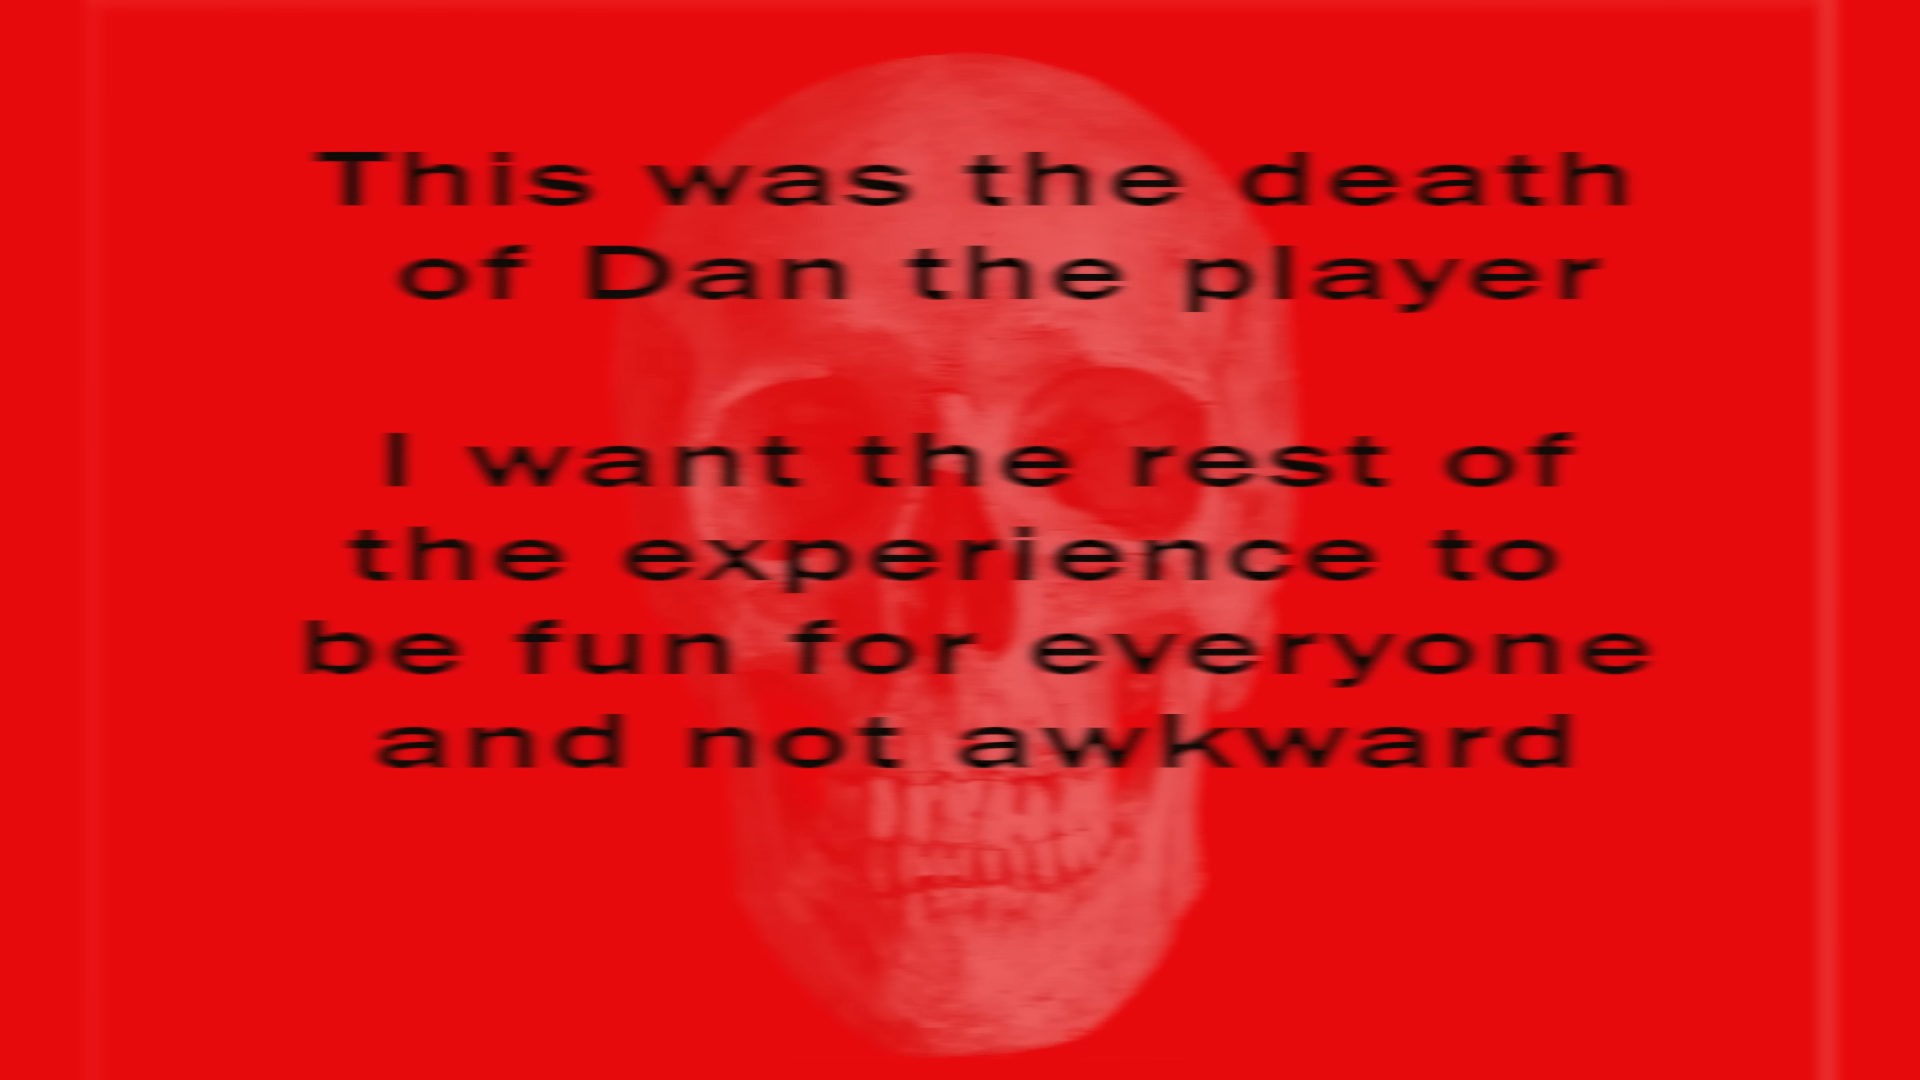 This was the death
of Dan the player
I want the rest of
the experience to
be fun for everyone
and not awkward